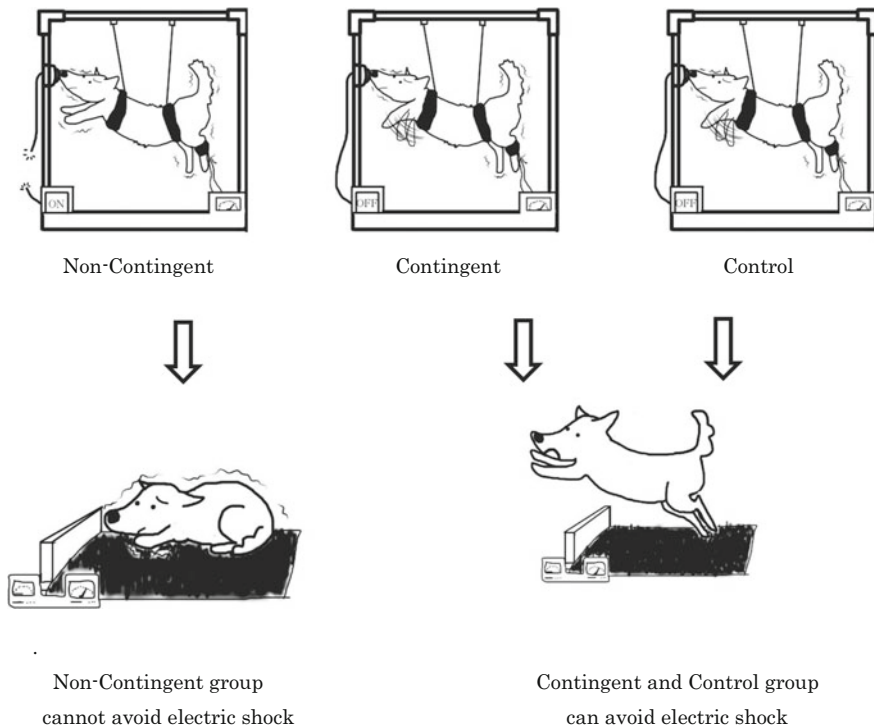 ON
OFF
OFF
Non-Contingent
Contingent
Control
.
Non-Contingent group
cannot avoid electric shock
Contingent and Control group
can avoid electric shock